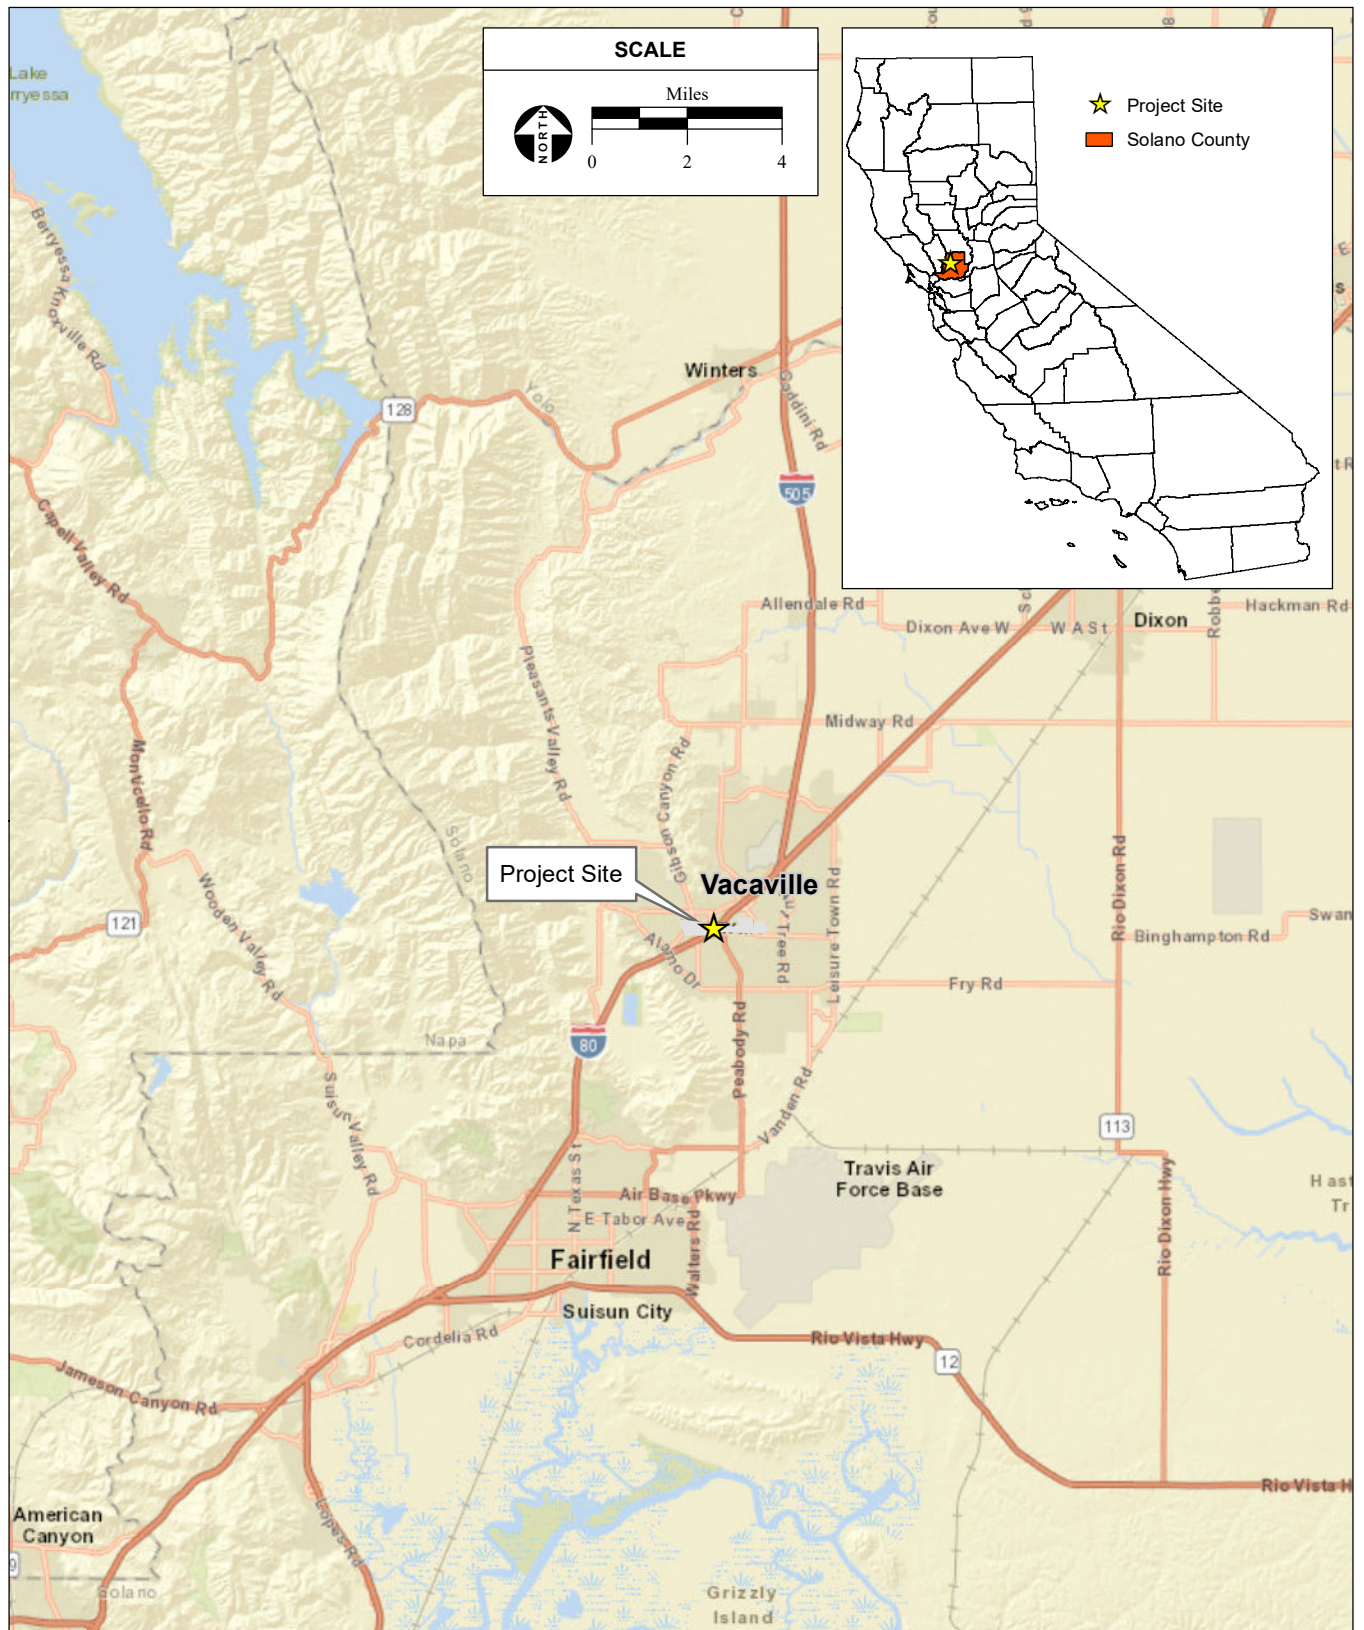 SCALE
Miles
NORTH
0 2 4
Project Site
Solano County
Lake
rryessa
Berryessa Knoxville Rd
Winters
Yolo
128
Gaddini Rd
505
Capell Valley Rd
Allendale Rd
Dixon Ave W
W A St
Dixon
Hackman Rd
Pleasants Valley Rd
Midway Rd
Gibson Canyon Rd
Monticello Rd
Solano
Project Site
Vacaville
Leisure Town Rd
Rio Dixon Rd
Wooden Valley Rd
121
Swan
Binghampton Rd
Alamo Dr
Tree Rd
Fry Rd
Napa
80
Peabody Rd
Suisun Valley Rd
Vanden Rd
113
Travis Air
Force Base
N Texas St
Air Base Pkwy
E Tabor Ave
Walters Rd
Rio Dixon Hwy
Hast
Tr
Fairfield
Suisun City
Cordelia Rd
Rio Vista Hwy
12
Jameson Canyon Rd
Rio Vista H
American
Canyon
Lopes Rd
Solano
Grizzly
Island